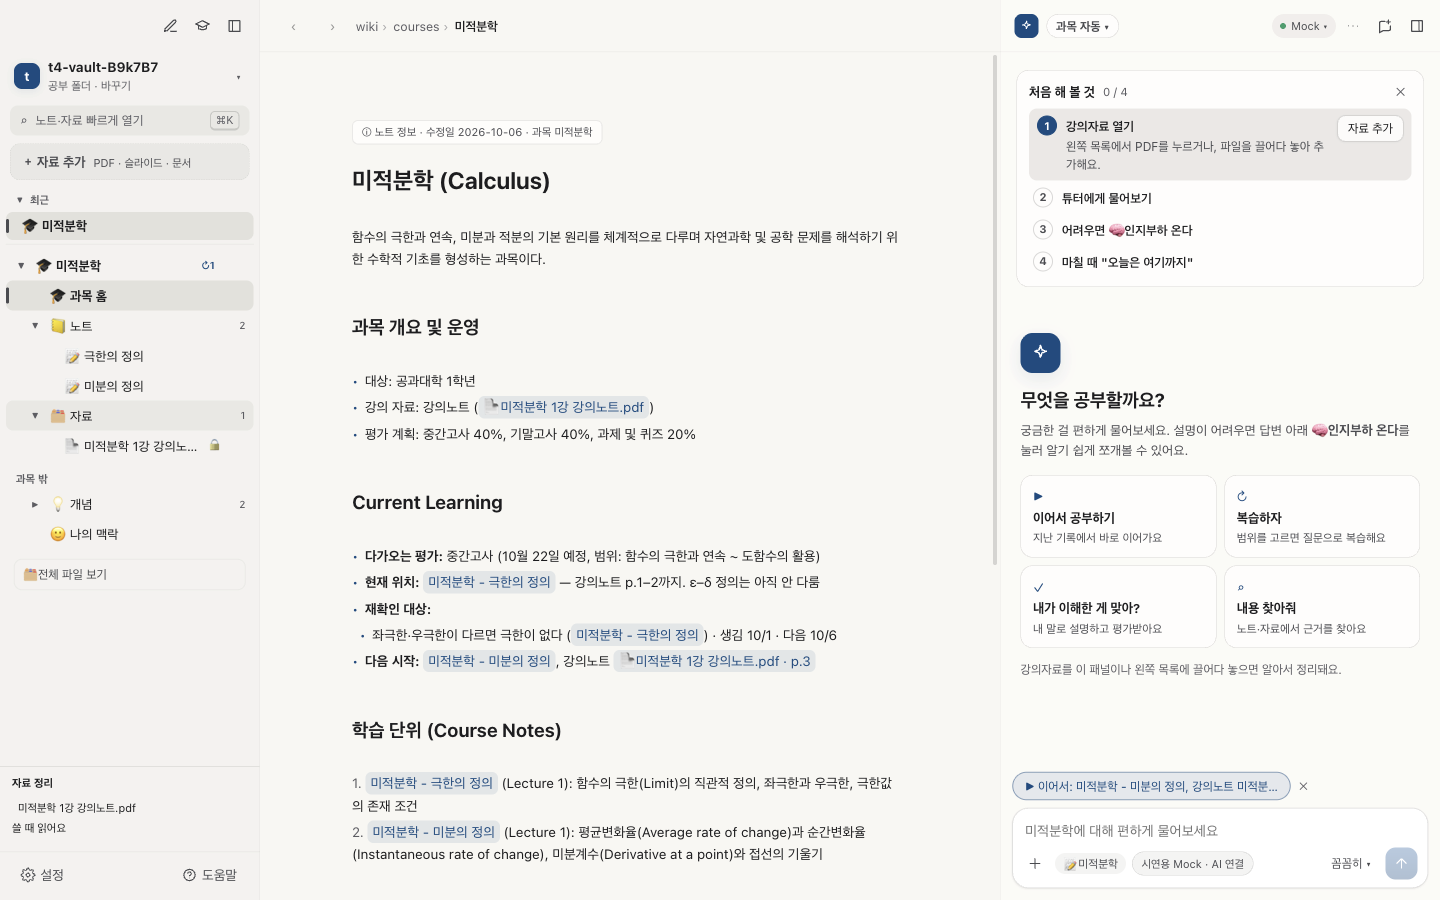 t
t4-vault-B9k7B7
공부 폴더 · 바꾸기
노트·자료 빠르게 열기
⌘K
+ 자료 추가 PDF · 슬라이드 · 문서
최근
미적분학
미적분학
1
과목 홈
노트 2
극한의 정의
미분의 정의
자료 1
미적분학 1강 강의노...
과목 밖
개념 2
나의 맥락
전체 파일 보기
자료 정리
미적분학 1강 강의노트.pdf
쓸 때 읽어요
설정
도움말
wiki › courses › 미적분학
노트 정보 · 수정일 2026-10-06 · 과목 미적분학
미적분학 (Calculus)
함수의 극한과 연속, 미분과 적분의 기본 원리를 체계적으로 다루며 자연과학 및 공학 문제를 해석하기 위
한 수학적 기초를 형성하는 과목이다.
과목 개요 및 운영
• 대상: 공과대학 1학년
• 강의 자료: 강의노트 (미적분학 1강 강의노트.pdf)
• 평가 계획: 중간고사 40%, 기말고사 40%, 과제 및 퀴즈 20%
Current Learning
• 다가오는 평가: 중간고사 (10월 22일 예정, 범위: 함수의 극한과 연속 ~ 도함수의 활용)
• 현재 위치: 미적분학 - 극한의 정의 — 강의노트 p.1–2까지. ε–δ 정의는 아직 안 다룸
• 재확인 대상:
• 좌극한·우극한이 다르면 극한이 없다 (미적분학 - 극한의 정의) · 생김 10/1 · 다음 10/6
• 다음 시작: 미적분학 - 미분의 정의, 강의노트 미적분학 1강 강의노트.pdf · p.3
학습 단위 (Course Notes)
1. 미적분학 - 극한의 정의 (Lecture 1): 함수의 극한(Limit)의 직관적 정의, 좌극한과 우극한, 극한값
의 존재 조건
2. 미적분학 - 미분의 정의 (Lecture 1): 평균변화율(Average rate of change)과 순간변화율
(Instantaneous rate of change), 미분계수(Derivative at a point)와 접선의 기울기
과목 자동
Mock
처음 해 볼 것 0 / 4
1 강의자료 열기
왼쪽 목록에서 PDF를 누르거나, 파일을 끌어다 놓아 추
가해요.
자료 추가
2 튜터에게 물어보기
3 어려우면 🧠인지부하 온다
4 마칠 때 "오늘은 여기까지"
무엇을 공부할까요?
궁금한 걸 편하게 물어보세요. 설명이 어려우면 답변 아래 🧠인지부하 온다를
눌러 알기 쉽게 쪼개볼 수 있어요.
이어서 공부하기
지난 기록에서 바로 이어가요
복습하자
범위를 고르면 질문으로 복습해요
내가 이해한 게 맞아?
내 말로 설명하고 평가받아요
내용 찾아줘
노트·자료에서 근거를 찾아요
강의자료를 이 패널이나 왼쪽 목록에 끌어다 놓으면 알아서 정리돼요.
▶ 이어서: 미적분학 - 미분의 정의, 강의노트 미적분...
미적분학에 대해 편하게 물어보세요
미적분학
시연용 Mock · AI 연결
꼼꼼히